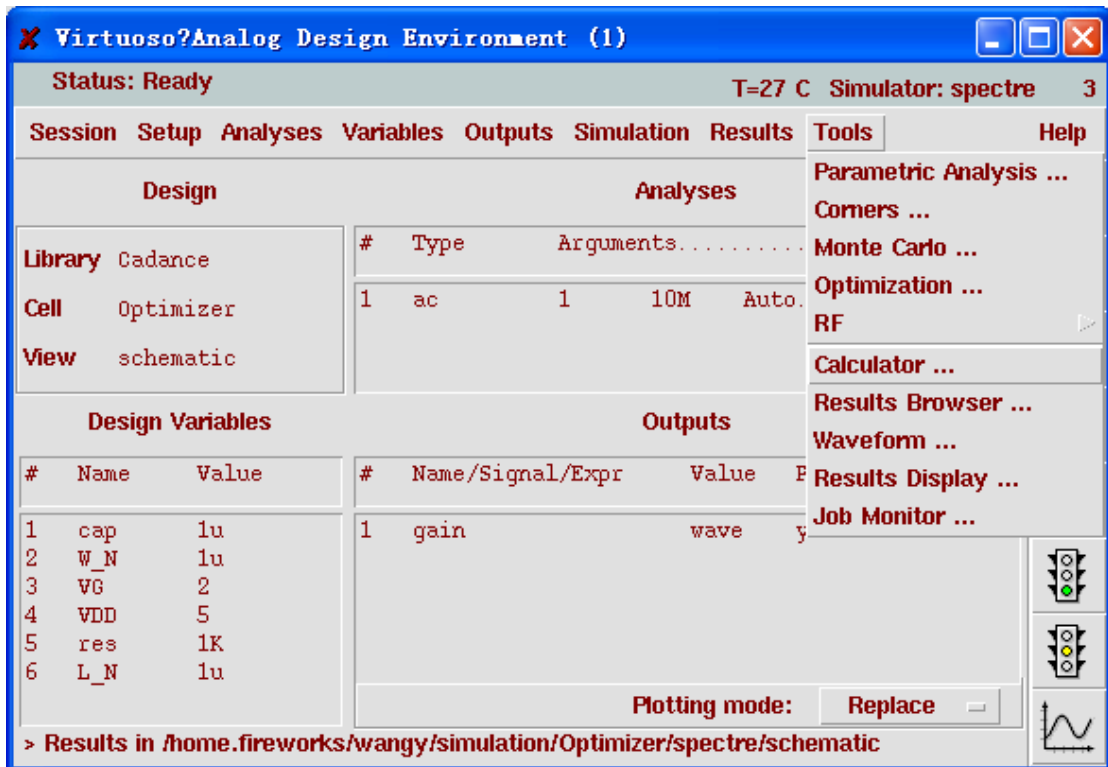 Virtuoso?Analog Design Environment (1)
Status: Ready
T=27 C Simulator: spectre 3
Session Setup Analyses Variables Outputs Simulation Results Tools Help
Design
Library Cadance
Cell Optimizer
View schematic
Analyses
# Type Arguments..........
1 ac 1 10M Auto.
Parametric Analysis ...
Corners ...
Monte Carlo ...
Optimization ...
RF
Calculator ...
Results Browser ...
Waveform ...
Results Display ...
Job Monitor ...
Design Variables
# Name Value
1 cap 1u
2 W_N 1u
3 VG 2
4 VDD 5
5 res 1K
6 L_N 1u
Outputs
# Name/Signal/Expr Value P
1 gain wave y
Plotting mode: Replace
> Results in /home.fireworks/wangy/simulation/Optimizer/spectre/schematic